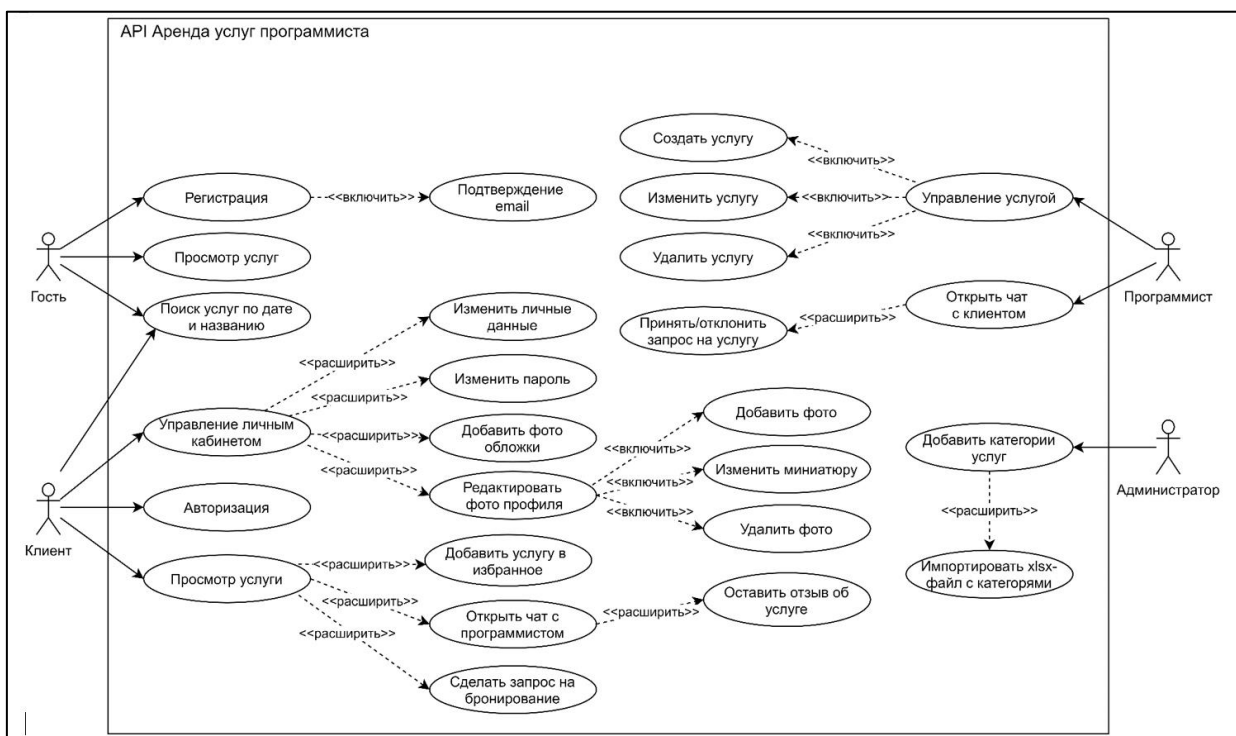 API Аренда услуг программиста
Создать услугу
<<включить>>
Регистрация
<<включить>>
Подтверждение
email
Изменить услугу
<<включить>>
Управление услугой
<<включить>>
Просмотр услуг
Удалить услугу
Гость
Программист
Поиск услуг по дате
и названию
Изменить личные
данные
Принять/отклонить
запрос на услугу
<<расширить>>
Открыть чат
с клиентом
<<расширить>>
Изменить пароль
<<расширить>>
Управление личным
кабинетом
<<расширить>>
Добавить фото
обложки
<<расширить>>
Редактировать
фото профиля
Добавить фото
<<включить>>
Изменить миниатюру
<<включить>>
<<включить>>
Удалить фото
Добавить категории
услуг
Администратор
<<расширить>>
Импортировать xlsx-
файл с категорями
Авторизация
Клиент
Просмотр услуги
<<расширить>>
Добавить услугу в
избранное
<<расширить>>
Открыть чат с
программистом
<<расширить>>
Оставить отзыв об
услуге
<<расширить>>
Сделать запрос на
бронирование